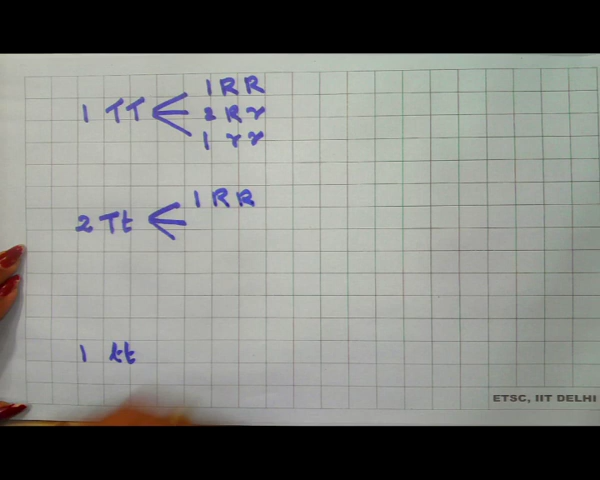 1 RR
1 TT
2 Rr
1 rr
1 RR
2 Tt
1 tt
ETSC, IIT DELHI